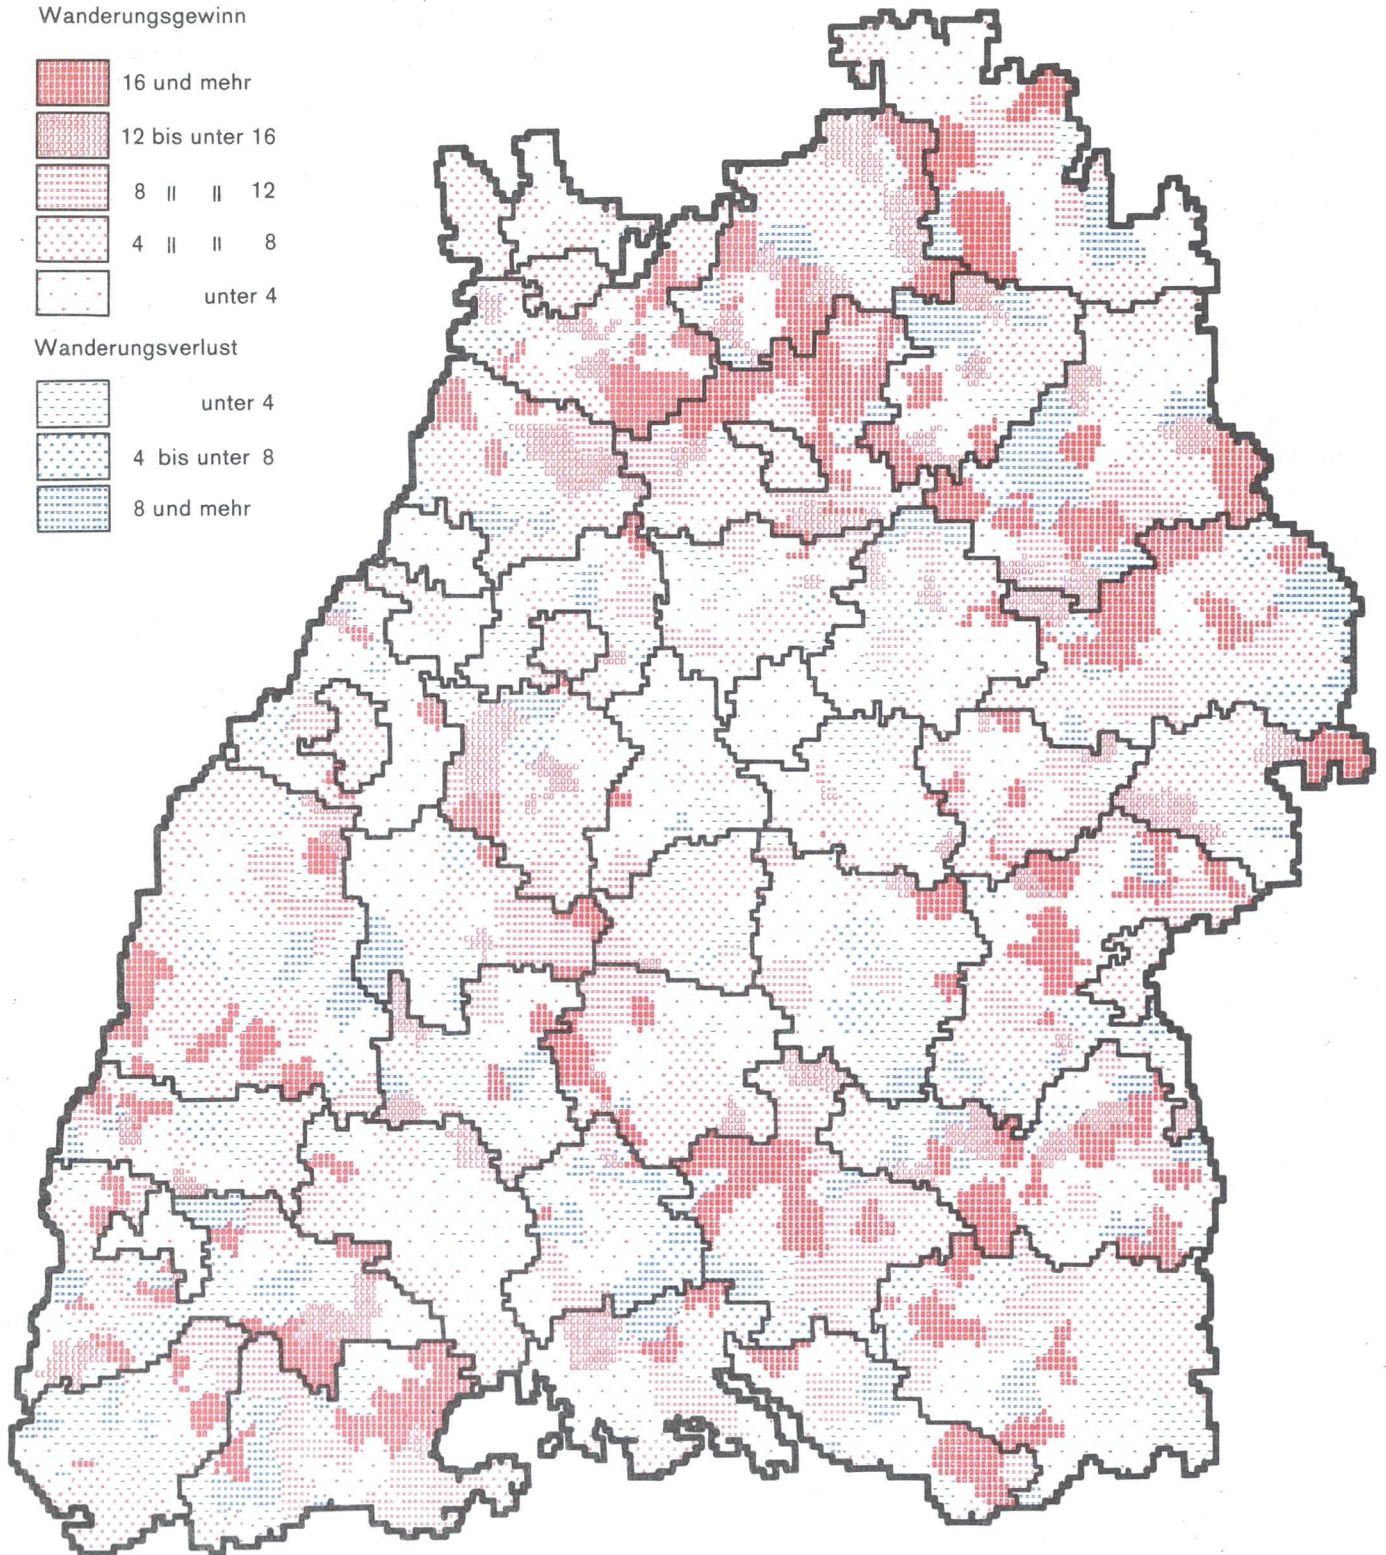 Wanderungsgewinn
16 und mehr
12 bis unter 16
8 〃 〃 12
4 〃 〃 8
unter 4
Wanderungsverlust
unter 4
4 bis unter 8
8 und mehr